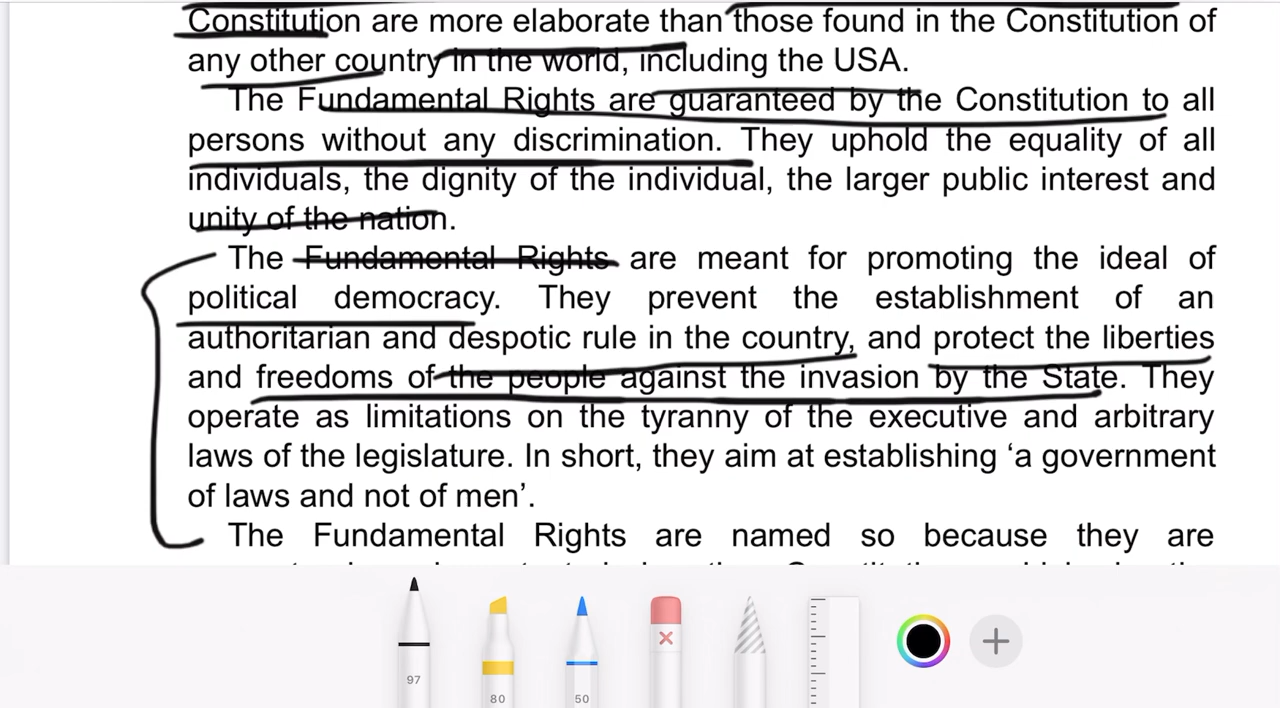 Constitution are more elaborate than those found in the Constitution of
any other country in the world, including the USA.
The Fundamental Rights are guaranteed by the Constitution to all
persons without any discrimination. They uphold the equality of all
individuals, the dignity of the individual, the larger public interest and
unity of the nation.
The Fundamental Rights are meant for promoting the ideal of
political democracy. They prevent the establishment of an
authoritarian and despotic rule in the country, and protect the liberties
and freedoms of the people against the invasion by the State. They
operate as limitations on the tyranny of the executive and arbitrary
laws of the legislature. In short, they aim at establishing ‘a government
of laws and not of men’.
The Fundamental Rights are named so because they are
97
80
50